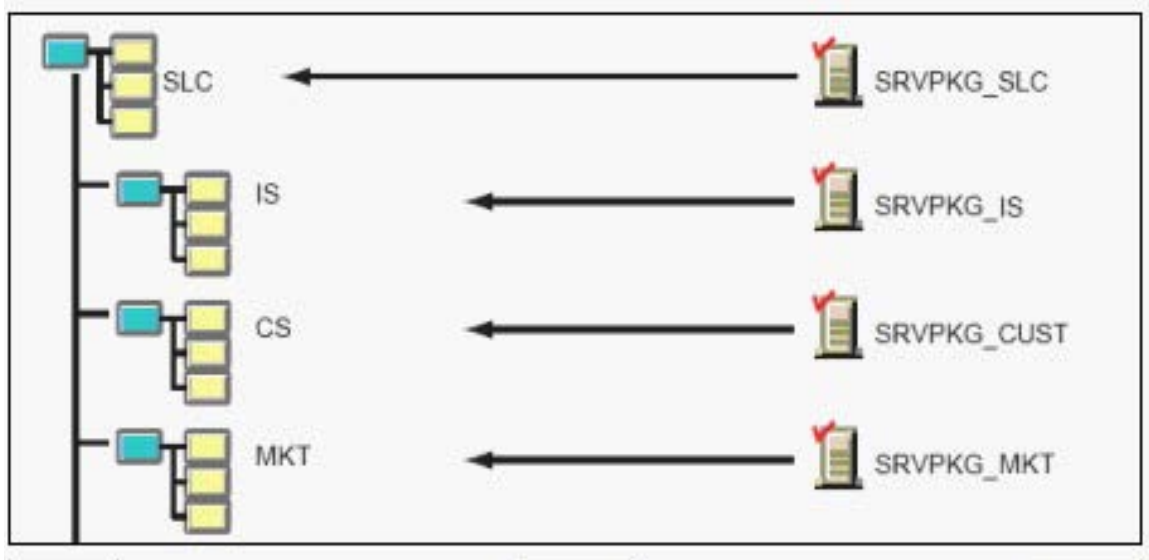 SLC
SRVPKG_SLC
IS
SRVPKG_IS
CS
SRVPKG_CUST
MKT
SRVPKG_MKT